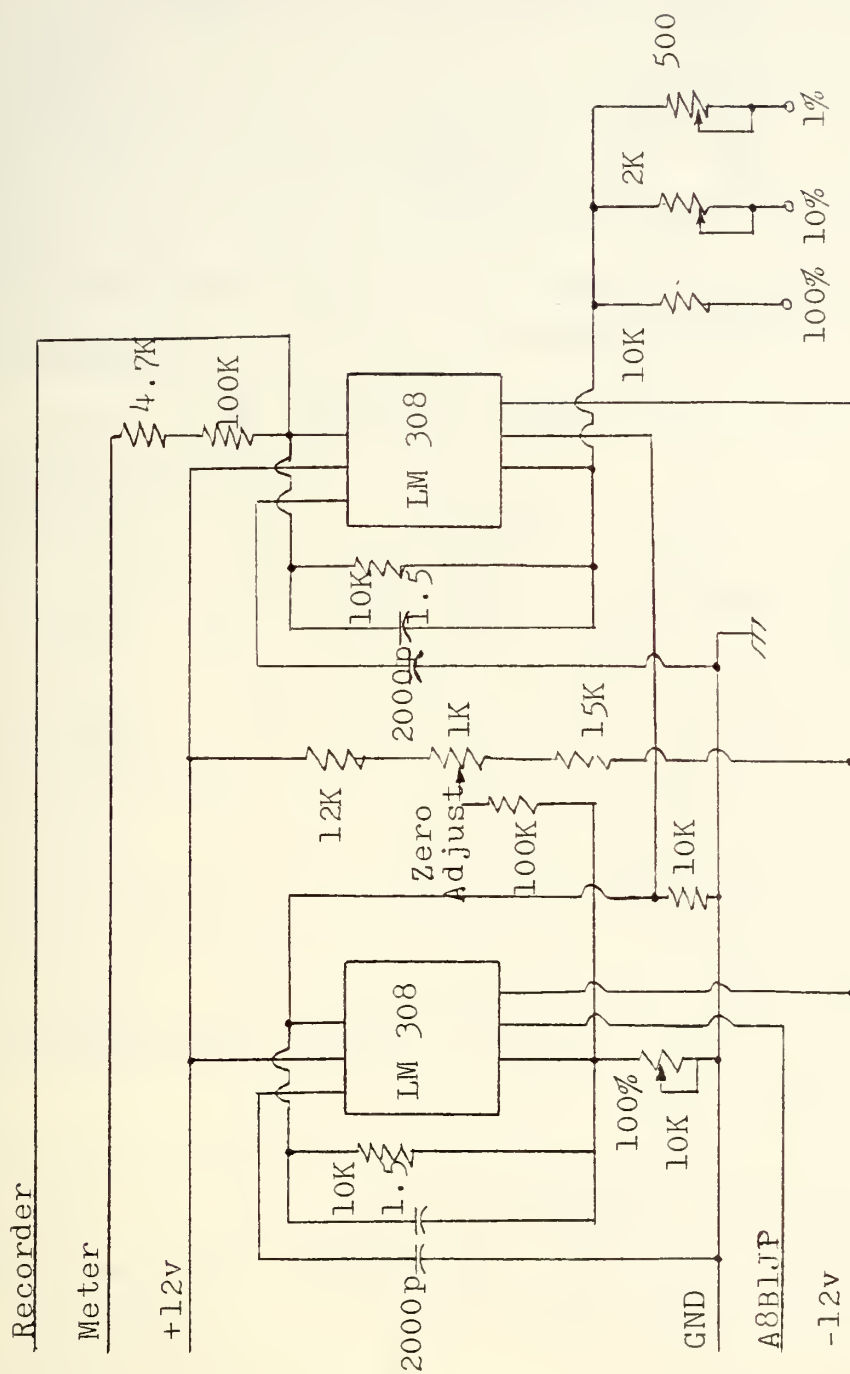 Recorder
Meter
+12v
2000p
10K
1.5
LM 308
100%
10K
GND
A8B1JP
-12v
12K
Zero
Adjust
1K
100K
15K
10K
2000p
10K
1.5
LM 308
4.7K
100K
10K
2K
500
100%
10%
1%